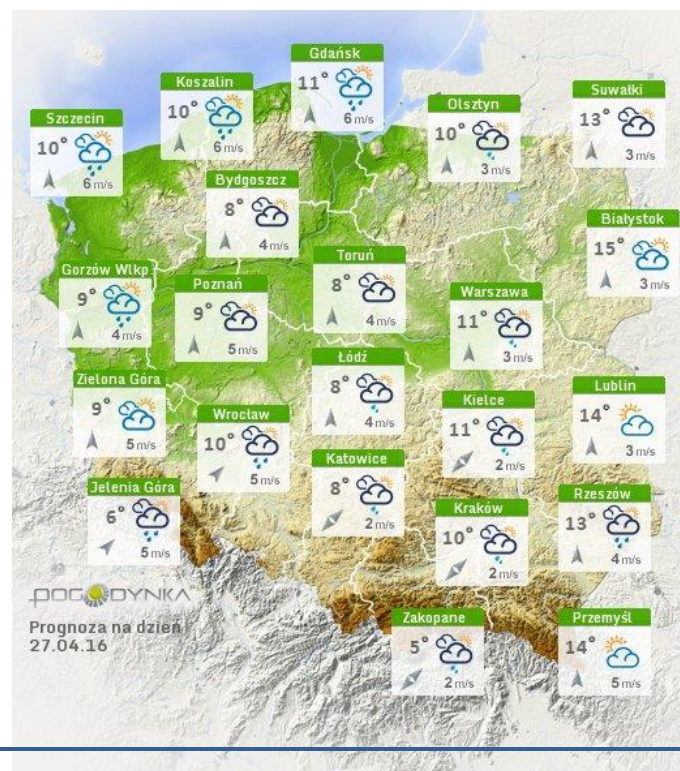 Gdańsk
11°
6 m/s
Koszalin
10°
6 m/s
Suwałki
13°
3 m/s
Olsztyn
10°
3 m/s
Szczecin
10°
6 m/s
Bydgoszcz
8°
4 m/s
Białystok
15°
3 m/s
Toruń
8°
4 m/s
Gorzów Wlkp.
9°
4 m/s
Poznań
9°
5 m/s
Warszawa
11°
3 m/s
Łódź
8°
4 m/s
Zielona Góra
9°
5 m/s
Lublin
14°
3 m/s
Kielce
11°
2 m/s
Wrocław
10°
5 m/s
Katowice
8°
2 m/s
Jelenia Góra
6°
5 m/s
Rzeszów
13°
4 m/s
Kraków
10°
2 m/s
POGODYNKA
Prognoza na dzień
27.04.16
Zakopane
5°
2 m/s
Przemyśl
14°
5 m/s